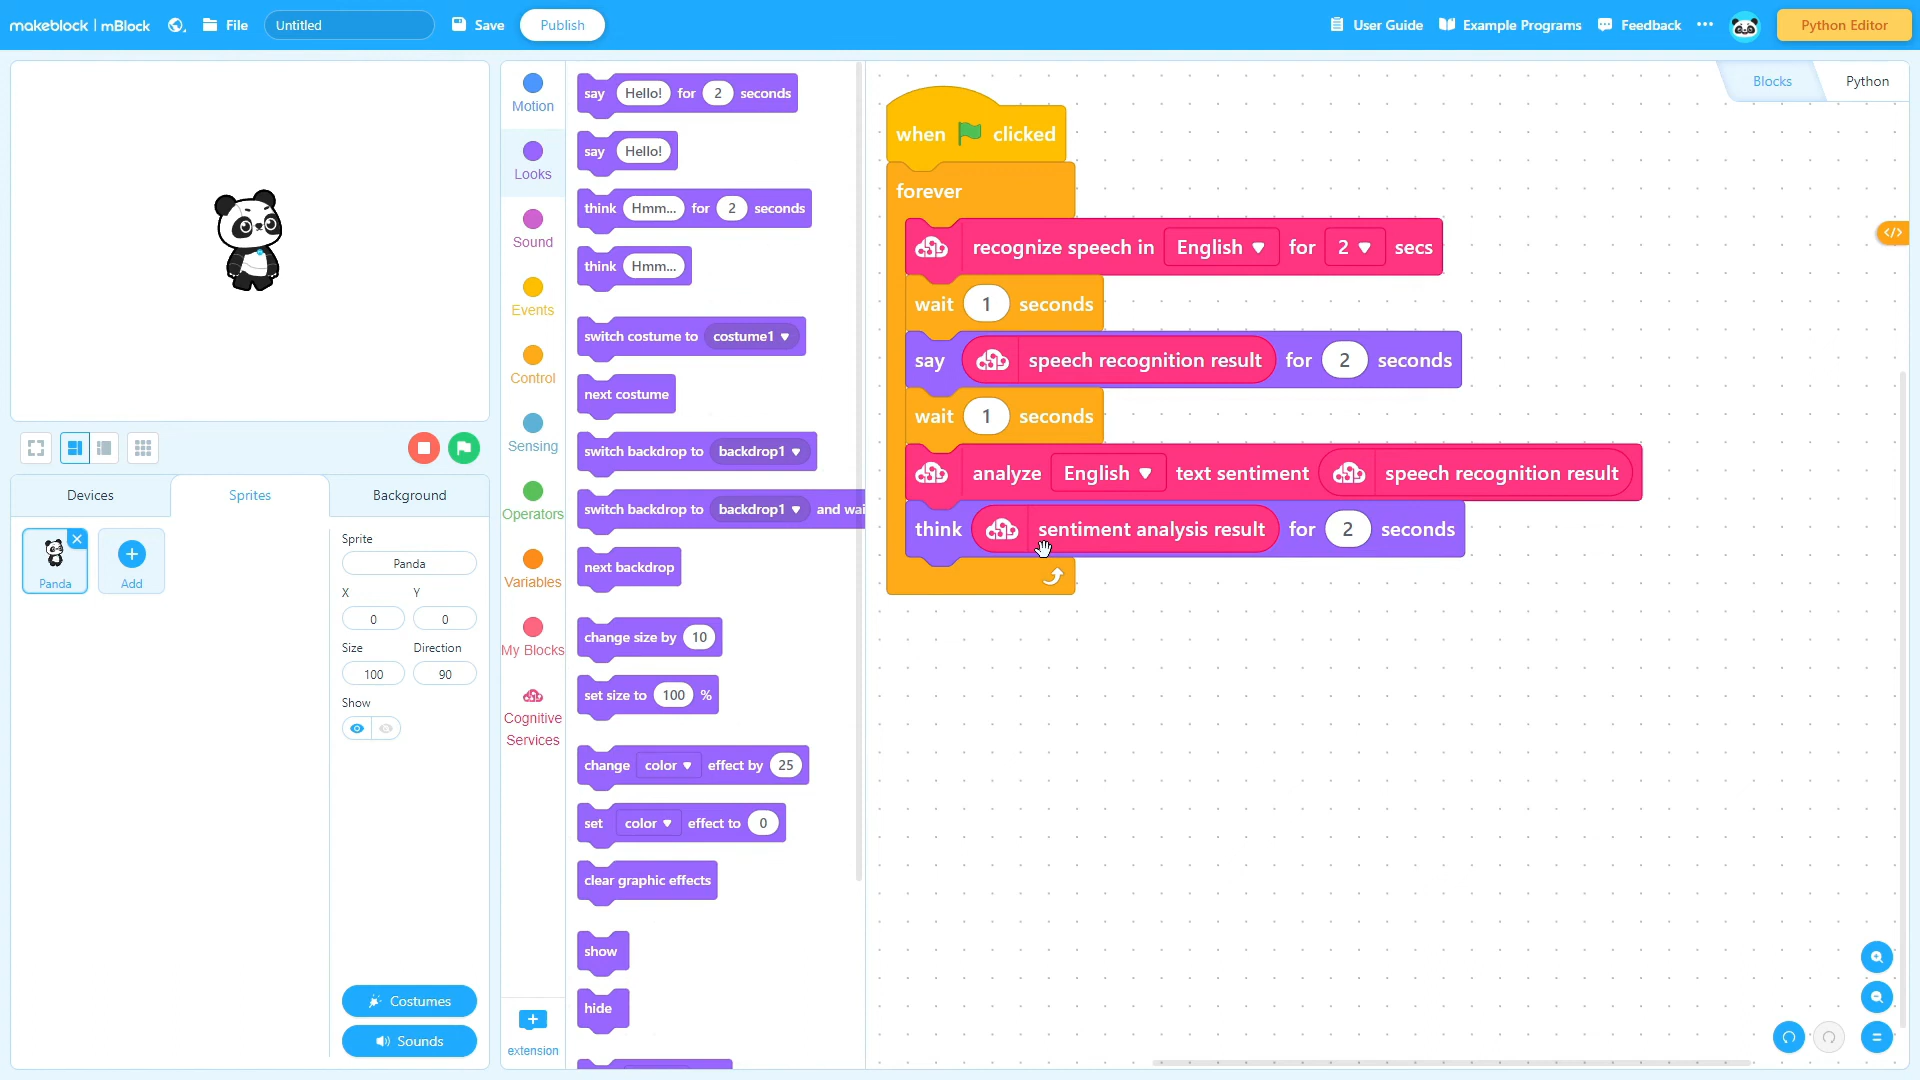 makeblock | mBlock
File
Untitled
Save
Publish
User Guide
Example Programs
Feedback
Python Editor
Devices
Sprites
Background
Panda
Add
Sprite
Panda
X
Y
0
0
Size
Direction
100
90
Show
Costumes
Sounds
Motion
Looks
Sound
Events
Control
Sensing
Operators
Variables
My Blocks
Cognitive
Services
extension
say Hello! for 2 seconds
say Hello!
think Hmm... for 2 seconds
think Hmm...
switch costume to costume1
next costume
switch backdrop to backdrop1
switch backdrop to backdrop1 and wai
next backdrop
change size by 10
set size to 100 %
change color effect by 25
set color effect to 0
clear graphic effects
show
hide
Blocks
Python
when clicked
forever
recognize speech in English for 2 secs
wait 1 seconds
say speech recognition result for 2 seconds
wait 1 seconds
analyze English text sentiment speech recognition result
think sentiment analysis result for 2 seconds